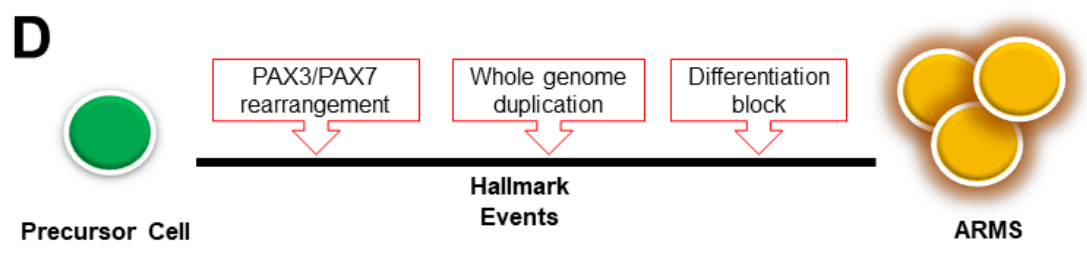 D
PAX3/PAX7
rearrangement
Whole genome
duplication
Differentiation
block
Hallmark
Events
Precursor Cell
ARMS